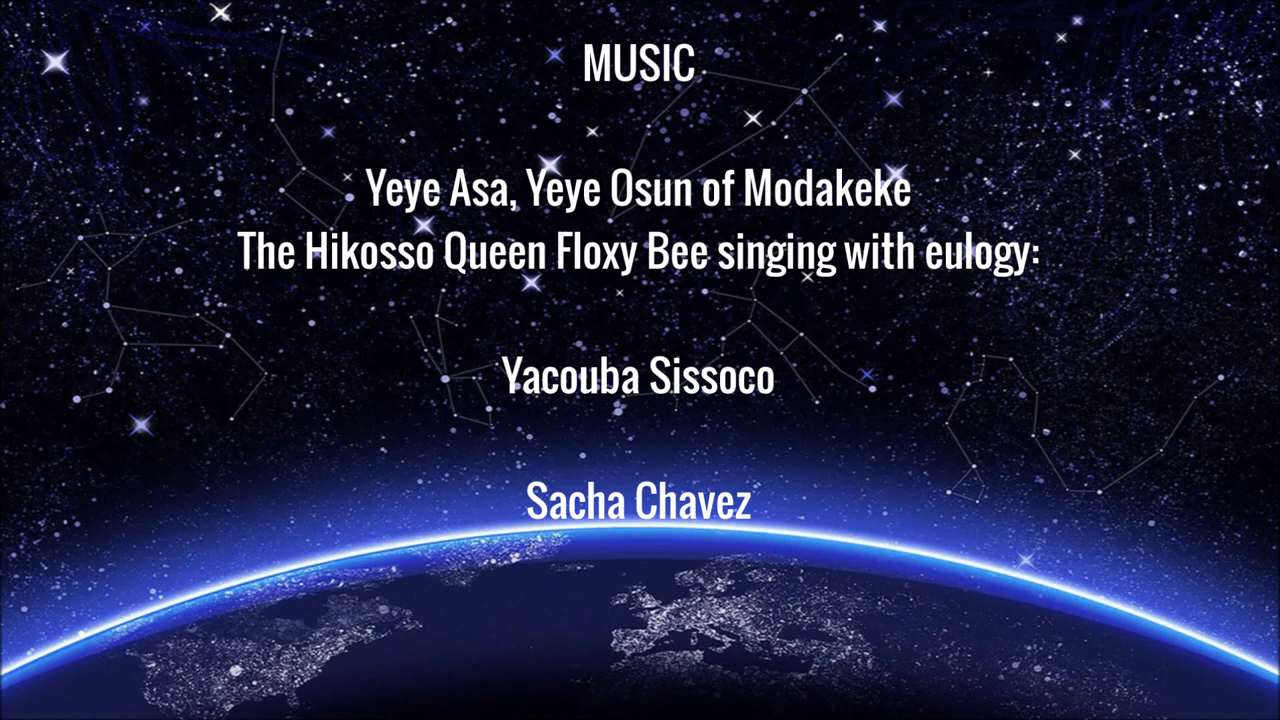 MUSIC
Yeye Asa, Yeye Osun of Modakeke
The Hikosso Queen Floxy Bee singing with eulogy:
Yacouba Sissoco
Sacha Chavez